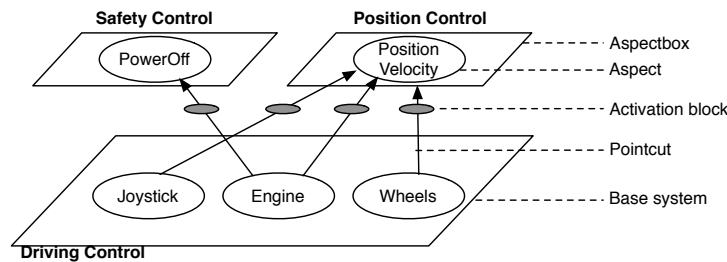 Safety Control
Position Control
PowerOff
Position
Velocity
Aspectbox
Aspect
Activation block
Pointcut
Joystick
Engine
Wheels
Base system
Driving Control